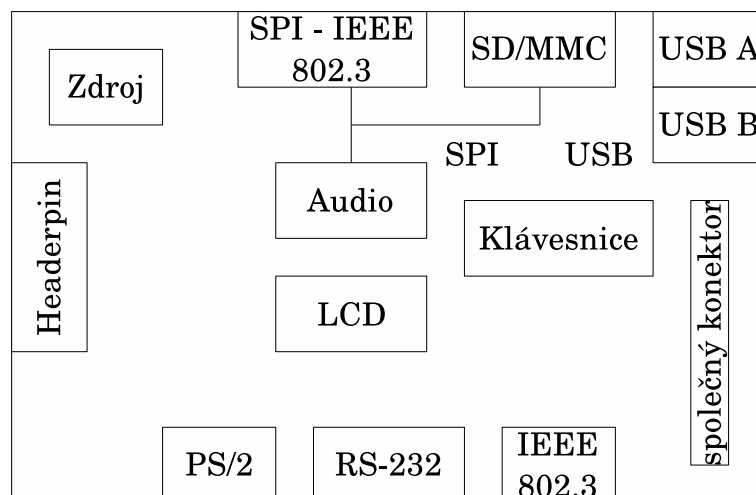 SPI - IEEE
802.3
SD/MMC
USB A
Zdroj
USB B
SPI
USB
Headerpin
Audio
Klávesnice
společný konektor
LCD
PS/2
RS-232
IEEE
802.3